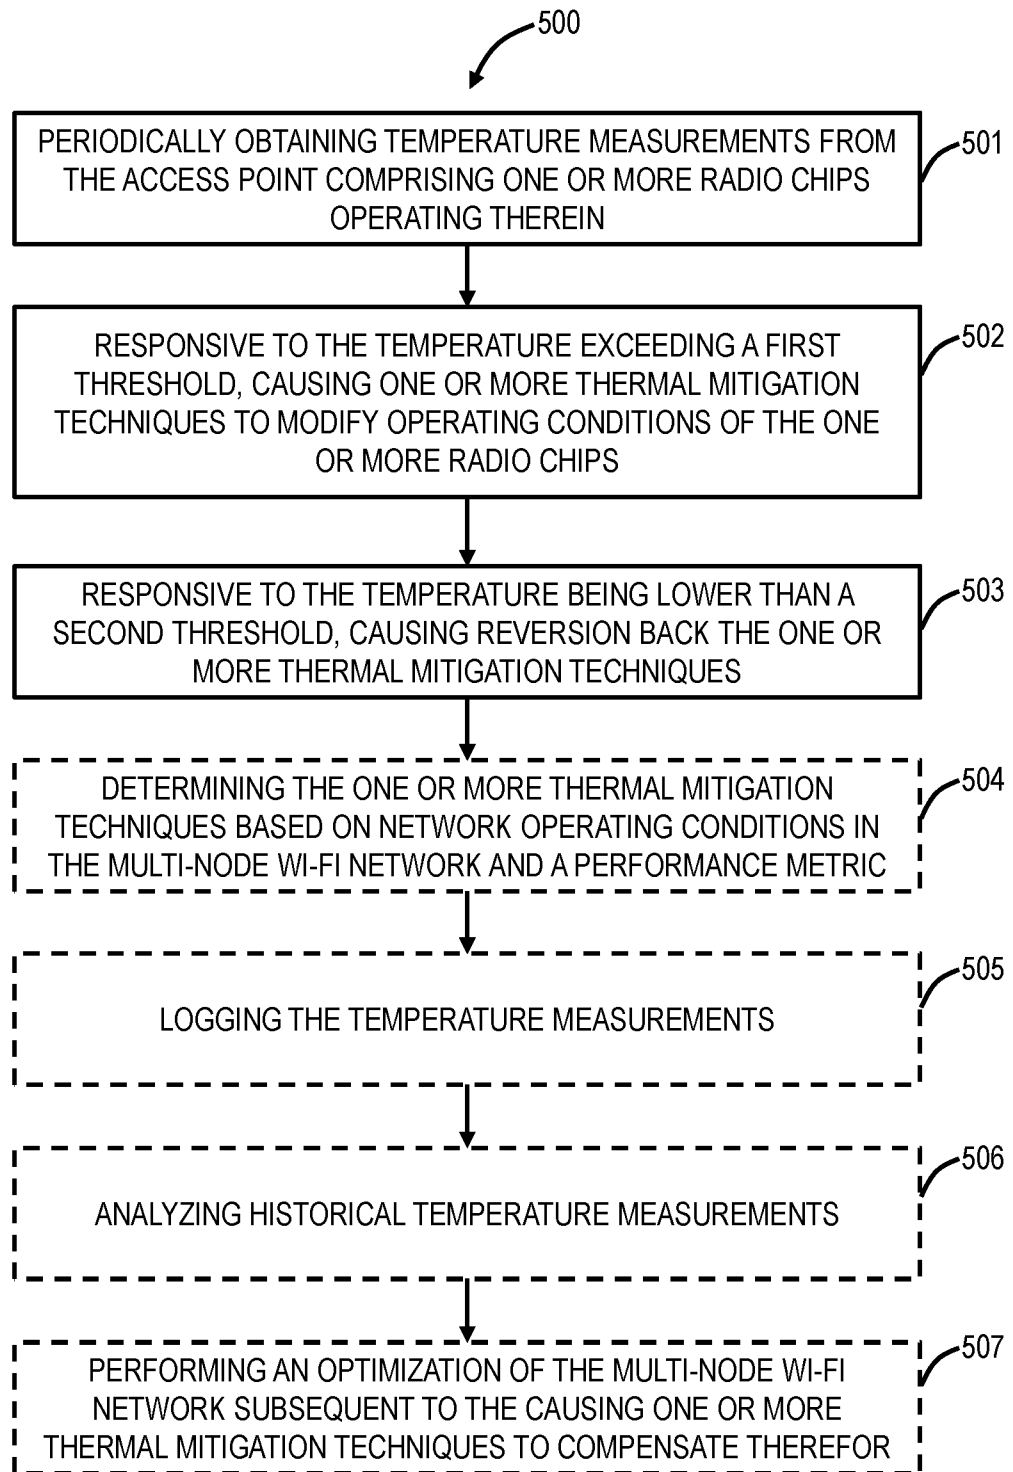 500
PERIODICALLY OBTAINING TEMPERATURE MEASUREMENTS FROM
THE ACCESS POINT COMPRISING ONE OR MORE RADIO CHIPS
OPERATING THEREIN
501
RESPONSIVE TO THE TEMPERATURE EXCEEDING A FIRST
THRESHOLD, CAUSING ONE OR MORE THERMAL MITIGATION
TECHNIQUES TO MODIFY OPERATING CONDITIONS OF THE ONE
OR MORE RADIO CHIPS
502
RESPONSIVE TO THE TEMPERATURE BEING LOWER THAN A
SECOND THRESHOLD, CAUSING REVERSION BACK THE ONE OR
MORE THERMAL MITIGATION TECHNIQUES
503
DETERMINING THE ONE OR MORE THERMAL MITIGATION
TECHNIQUES BASED ON NETWORK OPERATING CONDITIONS IN
THE MULTI-NODE WI-FI NETWORK AND A PERFORMANCE METRIC
504
LOGGING THE TEMPERATURE MEASUREMENTS
505
ANALYZING HISTORICAL TEMPERATURE MEASUREMENTS
506
PERFORMING AN OPTIMIZATION OF THE MULTI-NODE WI-FI
NETWORK SUBSEQUENT TO THE CAUSING ONE OR MORE
THERMAL MITIGATION TECHNIQUES TO COMPENSATE THEREFOR
507